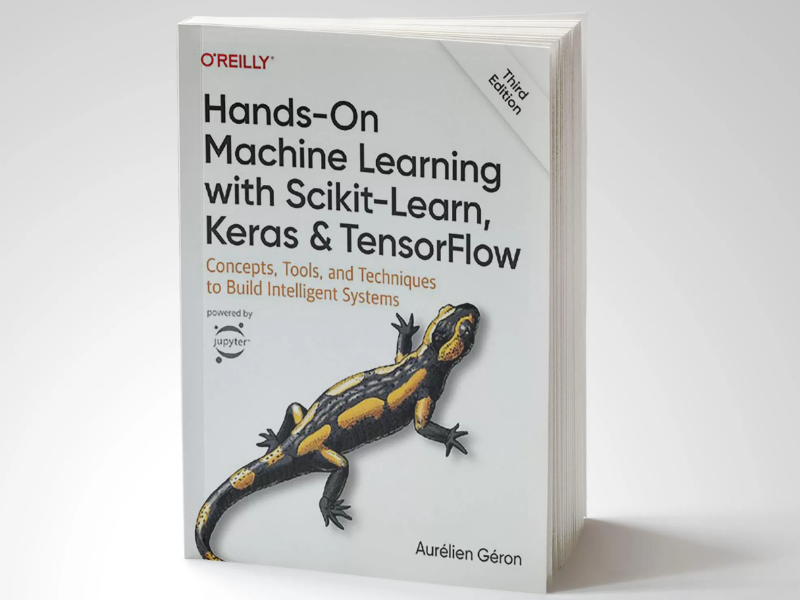 O'REILLY®
Third
Edition
Hands-On
Machine Learning
with Scikit-Learn,
Keras & TensorFlow
Concepts, Tools, and Techniques
to Build Intelligent Systems
powered by
jupyter
Aurélien Géron